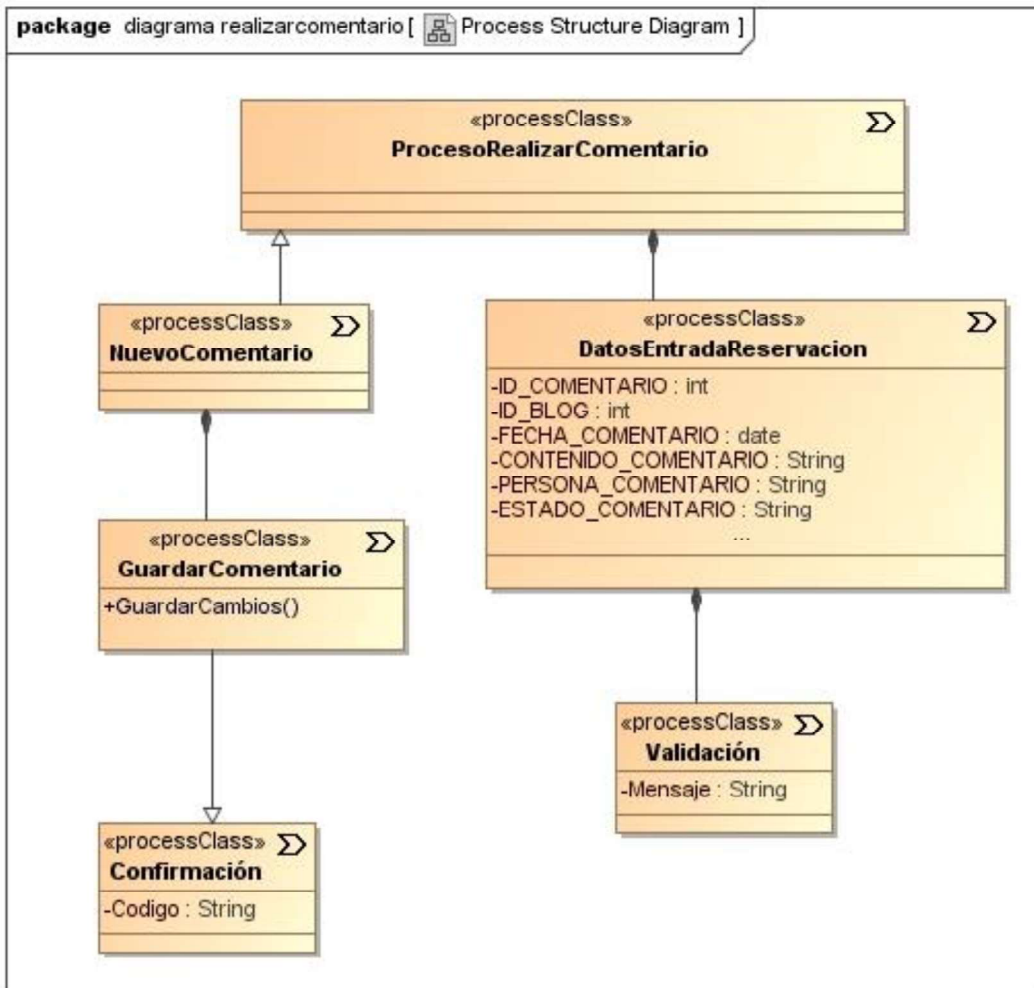 package diagrama realizarcomentario [ Process Structure Diagram ]
«processClass»
ProcesoRealizarComentario
«processClass»
NuevoComentario
«processClass»
DatosEntradaReservacion
-ID_COMENTARIO : int
-ID_BLOG : int
-FECHA_COMENTARIO : date
-CONTENIDO_COMENTARIO : String
-PERSONA_COMENTARIO : String
-ESTADO_COMENTARIO : String
...
«processClass»
GuardarComentario
+GuardarCambios()
«processClass»
Validación
-Mensaje : String
«processClass»
Confirmación
-Codigo : String